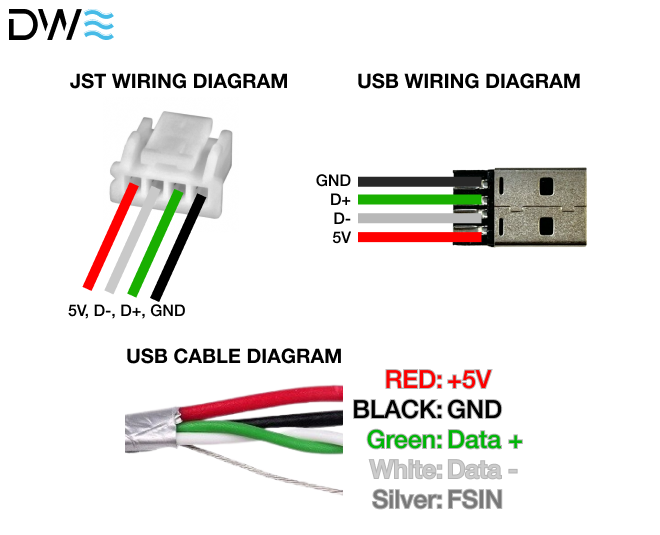 DWE
JST WIRING DIAGRAM
USB WIRING DIAGRAM
GND
D+
D-
5V
5V, D-, D+, GND
USB CABLE DIAGRAM
RED: +5V
BLACK: GND
Green: Data +
White: Data -
Silver: FSIN